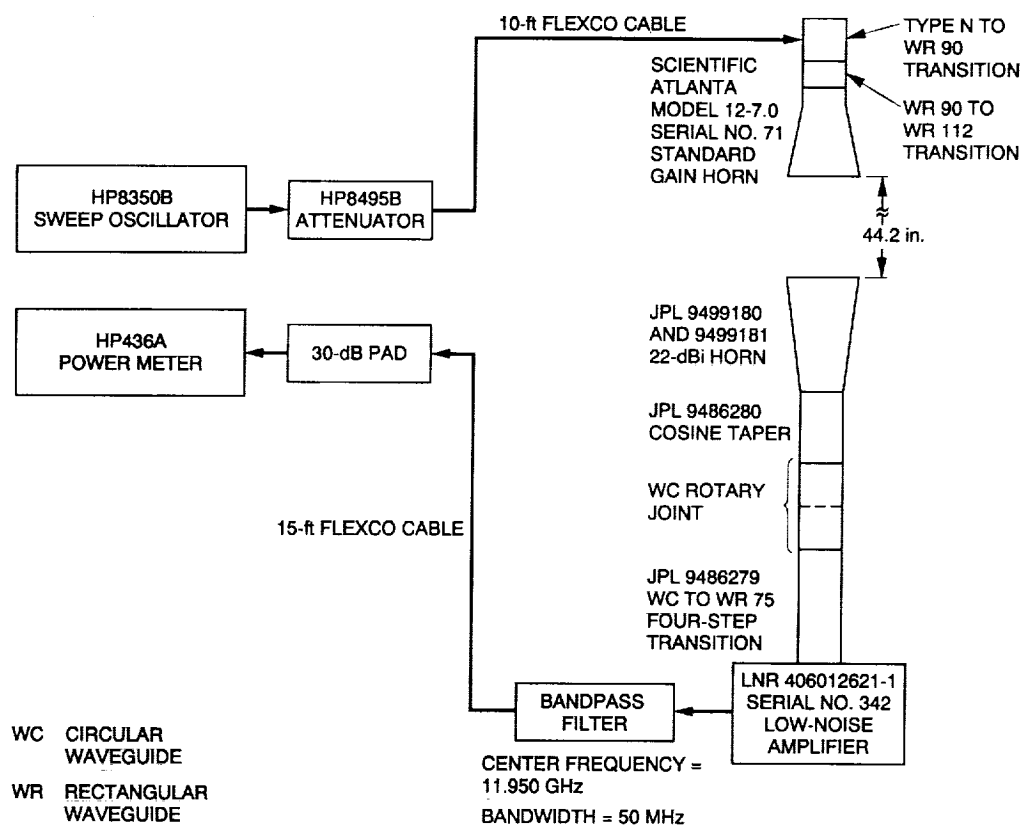 10-ft FLEXCO CABLE
TYPE N TO
WR 90
TRANSITION
SCIENTIFIC
ATLANTA
MODEL 12-7.0
SERIAL NO. 71
STANDARD
GAIN HORN
WR 90 TO
WR 112
TRANSITION
HP8350B
SWEEP OSCILLATOR
HP8495B
ATTENUATOR
44.2 in.
HP436A
POWER METER
30-dB PAD
JPL 9499180
AND 9499181
22-dBi HORN
JPL 9486280
COSINE TAPER
WC ROTARY
JOINT
15-ft FLEXCO CABLE
JPL 9486279
WC TO WR 75
FOUR-STEP
TRANSITION
LNR 406012621-1
SERIAL NO. 342
LOW-NOISE
AMPLIFIER
BANDPASS
FILTER
CENTER FREQUENCY =
11.950 GHz
BANDWIDTH = 50 MHz
WC CIRCULAR
WAVEGUIDE
WR RECTANGULAR
WAVEGUIDE